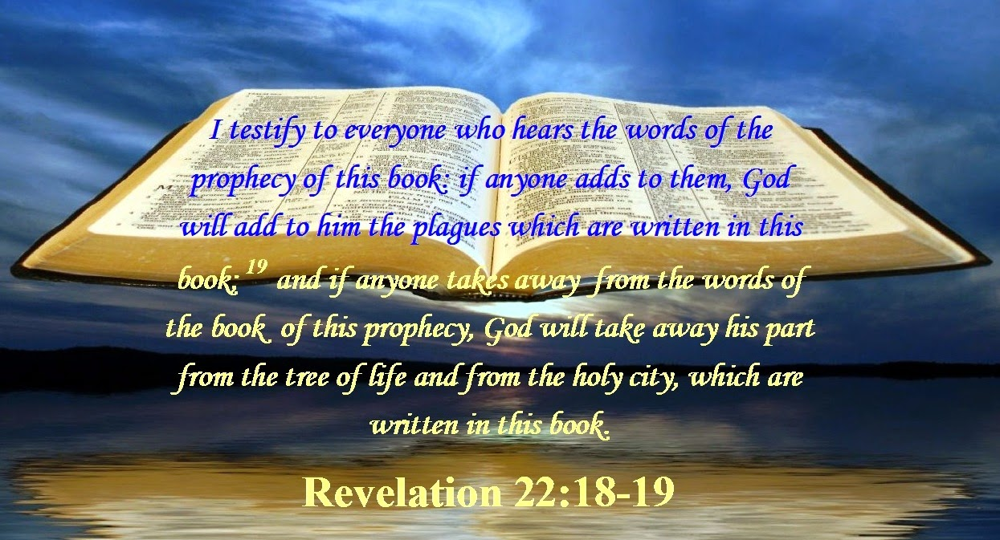 I testify to everyone who hears the words of the
prophecy of this book: if anyone adds to them, God
will add to him the plagues which are written in this
book; 19 and if anyone takes away from the words of
the book of this prophecy, God will take away his part
from the tree of life and from the holy city, which are
written in this book.
Revelation 22:18-19